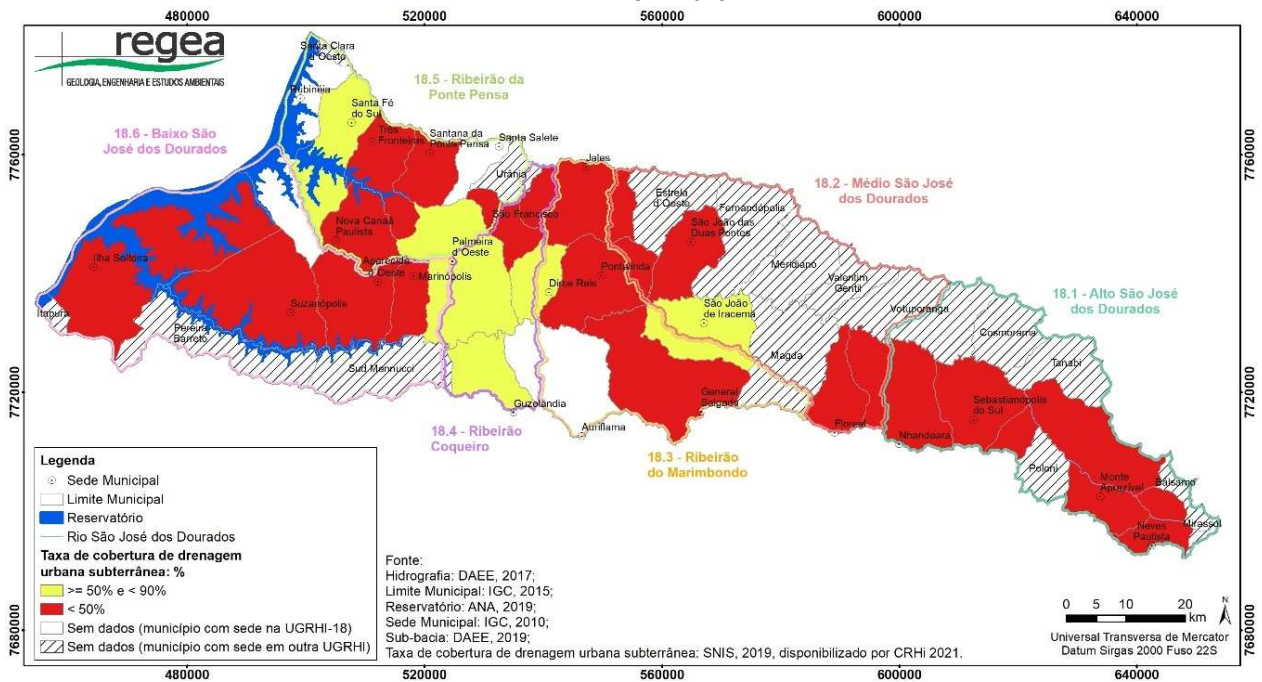 480000 520000 560000 600000 640000
regea
GEOLOGIA, ENGENHARIA E ESTUDOS AMBIENTAIS
Santa Clara
d'Oeste
Rubinéia
18.5 - Ribeirão da
Ponte Pensa
Santa Fé
do Sul
Três
Fronteiras
Santana da
Ponte Pensa
Santa Salete
18.6 - Baixo São
José dos Dourados
Urânia
Jales
7760000 7760000
Estrela
d'Oeste
Fernandópolis
18.2 - Médio São José
dos Dourados
São Francisco
São João das
Duas Pontes
Nova Canaã
Paulista
Palmeira
d'Oeste
Ilha Solteira
Aparecida
d'Oeste
Marinópolis
Pontalinda
Meridiano
Valentim
Gentil
Dirce Reis
Suzanápolis
São João
de Iracema
Votuporanga
18.1 - Alto São José
dos Dourados
Itapura
Pereira
Barreto
Cosmorama
Sud Mennucci
Magda
Tanabi
7720000 7720000
General
Salgado
Sebastianópolis
do Sul
Guzolândia
18.4 - Ribeirão
Coqueiro
Auriflama
Floreal
Nhandeara
18.3 - Ribeirão
do Marimbondo
Poloni
Monte
Aprazível
Bálsamo
Mirassol
Neves
Paulista
Legenda
Sede Municipal
Limite Municipal
Reservatório
Rio São José dos Dourados
Taxa de cobertura de drenagem
urbana subterrânea: %
>= 50% e < 90%
< 50%
Sem dados (município com sede na UGRHI-18)
Sem dados (município com sede em outra UGRHI)
Fonte:
Hidrografia: DAEE, 2017;
Limite Municipal: IGC, 2015;
Reservatório: ANA, 2019;
Sede Municipal: IGC, 2010;
Sub-bacia: DAEE, 2019;
Taxa de cobertura de drenagem urbana subterrânea: SNIS, 2019, disponibilizado por CRHi 2021.
0 5 10 20
km
N
Universal Transversa de Mercator
Datum Sirgas 2000 Fuso 22S
7680000 7680000
480000 520000 560000 600000 640000